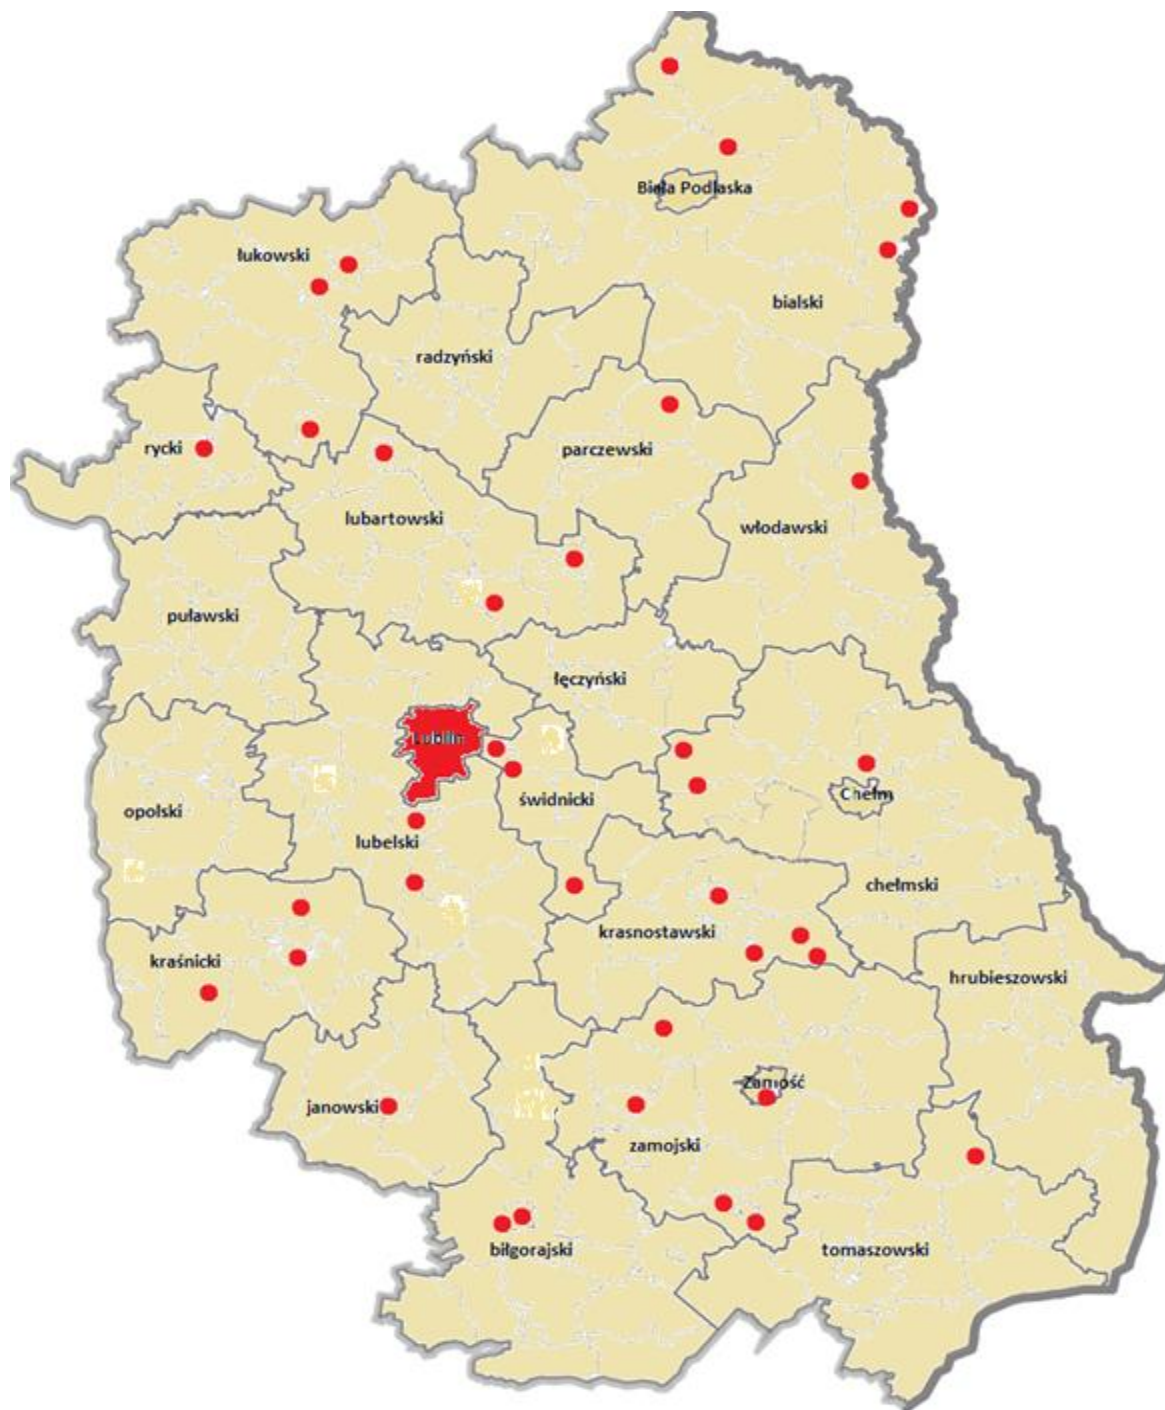 Biała Podlaska
łukowski
bialski
radzyński
rycki
parczewski
lubartowski
włodawski
puławski
łęczyński
Lublin
świdnicki
Chełm
opolski
lubelski
chełmski
krasnostawski
kraśnicki
hrubieszowski
Zamość
janowski
zamojski
biłgorajski
tomaszowski